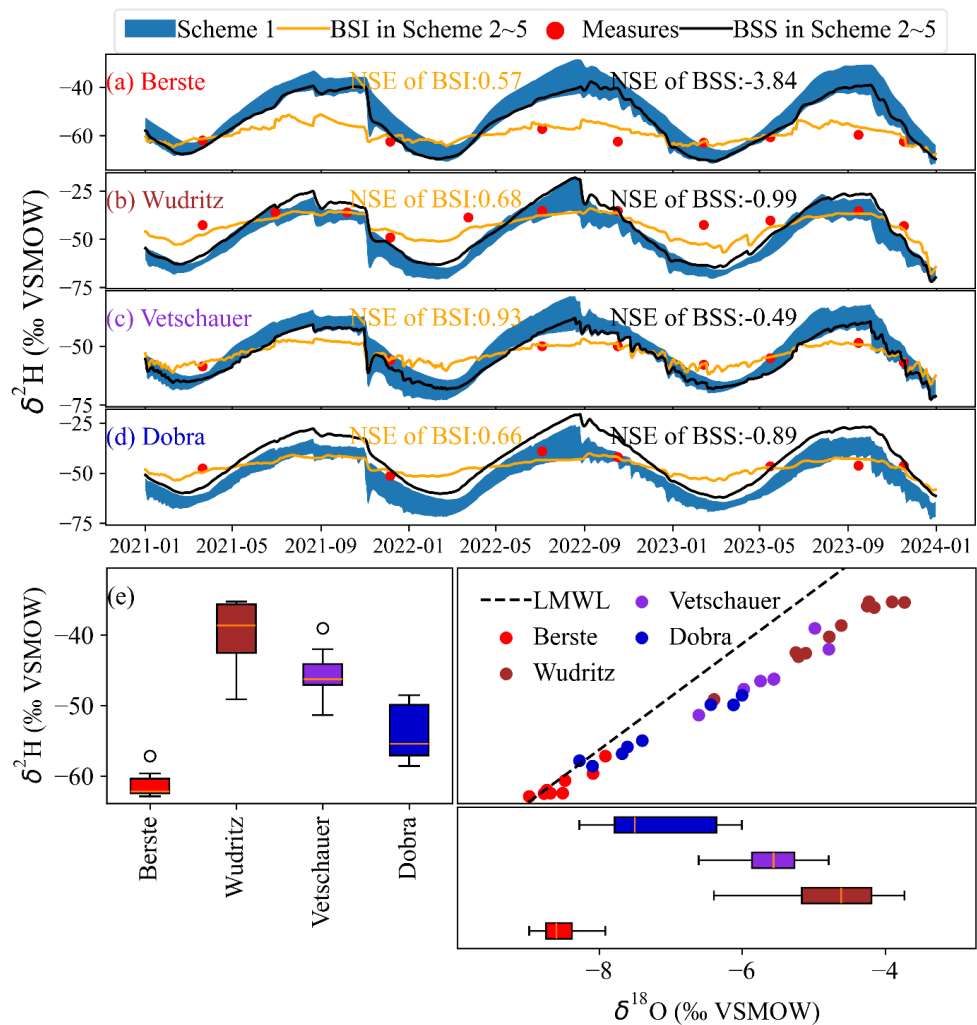 Scheme 1 BSI in Scheme 2~5 Measures BSS in Scheme 2~5
(a) Berste NSE of BSI:0.57 NSE of BSS:-3.84
−40
−60
(b) Wudritz NSE of BSI:0.68 NSE of BSS:-0.99
−25
−50
−75
(c) Vetschauer NSE of BSI:0.93 NSE of BSS:-0.49
−50
−75
(d) Dobra NSE of BSI:0.66 NSE of BSS:-0.89
−25
−50
−75
δ²H (‰ VSMOW)
2021-01 2021-05 2021-09 2022-01 2022-05 2022-09 2023-01 2023-05 2023-09 2024-01
(e)
−40
−50
−60
δ²H (‰ VSMOW)
Berste Wudritz Vetschauer Dobra
LMWL Vetschauer
Berste Dobra
Wudritz
−8 −6 −4
δ¹⁸O (‰ VSMOW)